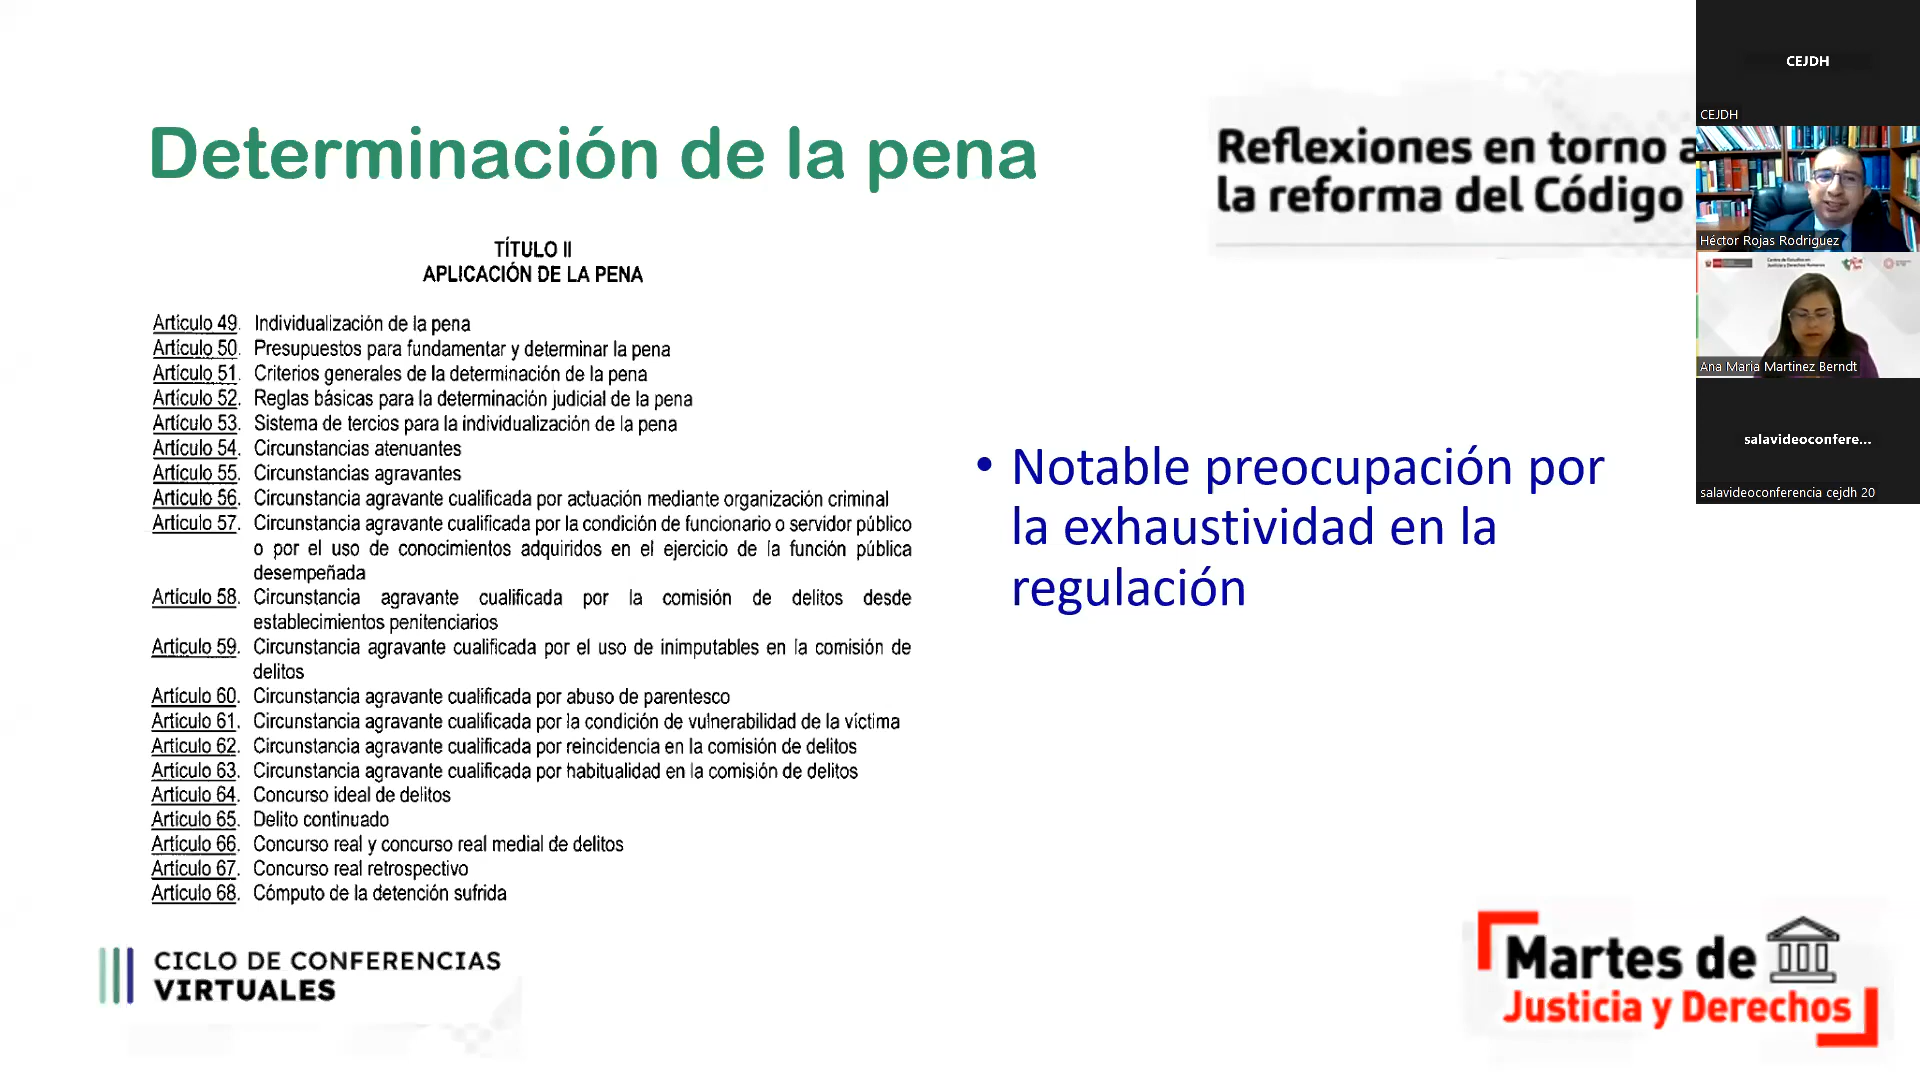 Determinación de la pena
Reflexiones en torno a
la reforma del Código
TÍTULO II
APLICACIÓN DE LA PENA
Artículo 49. Individualización de la pena
Artículo 50. Presupuestos para fundamentar y determinar la pena
Artículo 51. Criterios generales de la determinación de la pena
Artículo 52. Reglas básicas para la determinación judicial de la pena
Artículo 53. Sistema de tercios para la individualización de la pena
Artículo 54. Circunstancias atenuantes
Artículo 55. Circunstancias agravantes
Artículo 56. Circunstancia agravante cualificada por actuación mediante organización criminal
Artículo 57. Circunstancia agravante cualificada por la condición de funcionario o servidor público
o por el uso de conocimientos adquiridos en el ejercicio de la función pública
desempeñada
Artículo 58. Circunstancia agravante cualificada por la comisión de delitos desde
establecimientos penitenciarios
Artículo 59. Circunstancia agravante cualificada por el uso de inimputables en la comisión de
delitos
Artículo 60. Circunstancia agravante cualificada por abuso de parentesco
Artículo 61. Circunstancia agravante cualificada por la condición de vulnerabilidad de la víctima
Artículo 62. Circunstancia agravante cualificada por reincidencia en la comisión de delitos
Artículo 63. Circunstancia agravante cualificada por habitualidad en la comisión de delitos
Artículo 64. Concurso ideal de delitos
Artículo 65. Delito continuado
Artículo 66. Concurso real y concurso real medial de delitos
Artículo 67. Concurso real retrospectivo
Artículo 68. Cómputo de la detención sufrida
• Notable preocupación por
la exhaustividad en la
regulación
CICLO DE CONFERENCIAS
VIRTUALES
Martes de
Justicia y Derechos
CEJDH
CEJDH
Héctor Rojas Rodriguez
Centro de Estudios en
Justicia y Derechos Humanos
Ana Maria Martinez Berndt
salavideoconfere...
salavideoconferencia cejdh 20